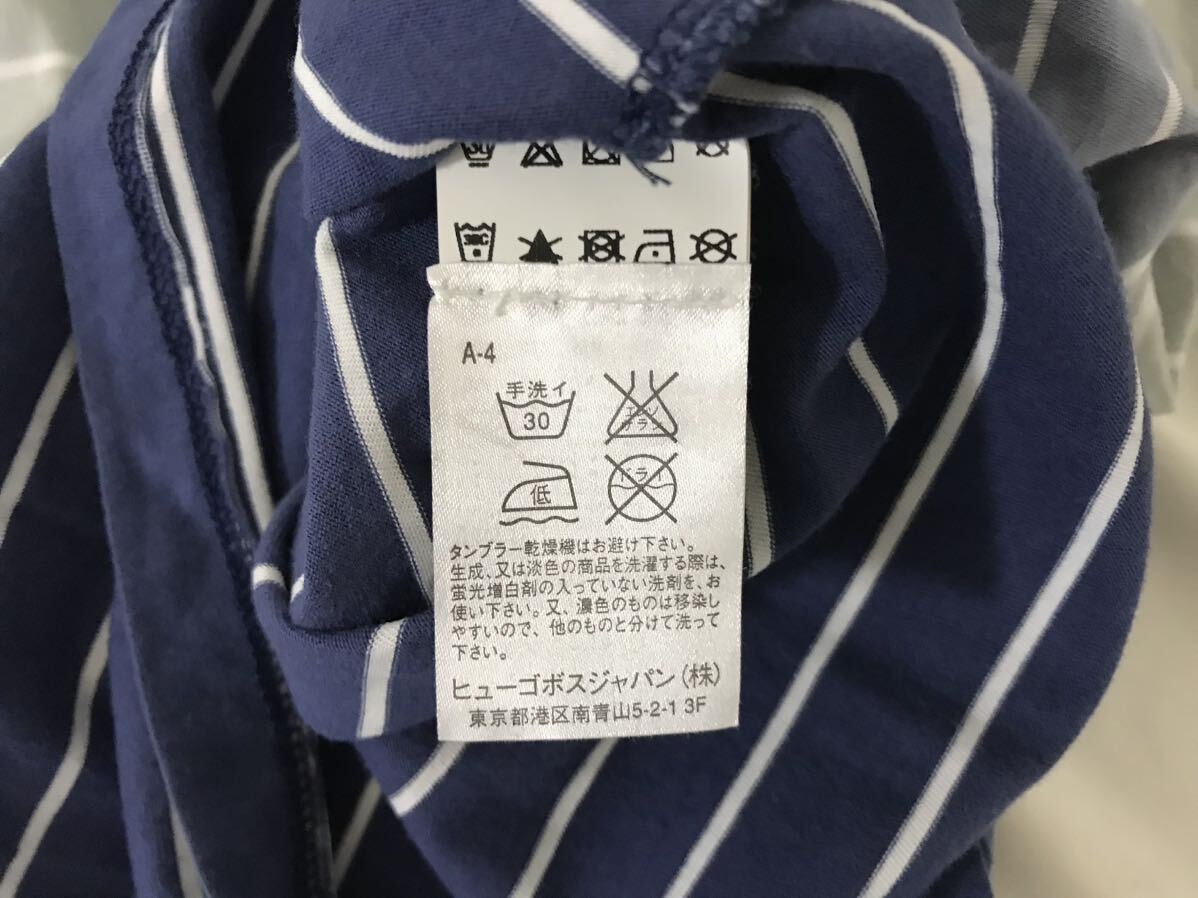 30
30C
A-4
手洗イ
30
エンソ
サラシ
低
ドライ
タンブラー乾燥機はお避け下さい。
生成、又は淡色の商品を洗濯する際は、
蛍光増白剤の入っていない洗剤を、お
使い下さい。又、濃色のものは移染し
やすいので、他のものと分けて洗って
下さい。
ヒューゴボスジャパン(株)
東京都港区南青山5-2-1 3F